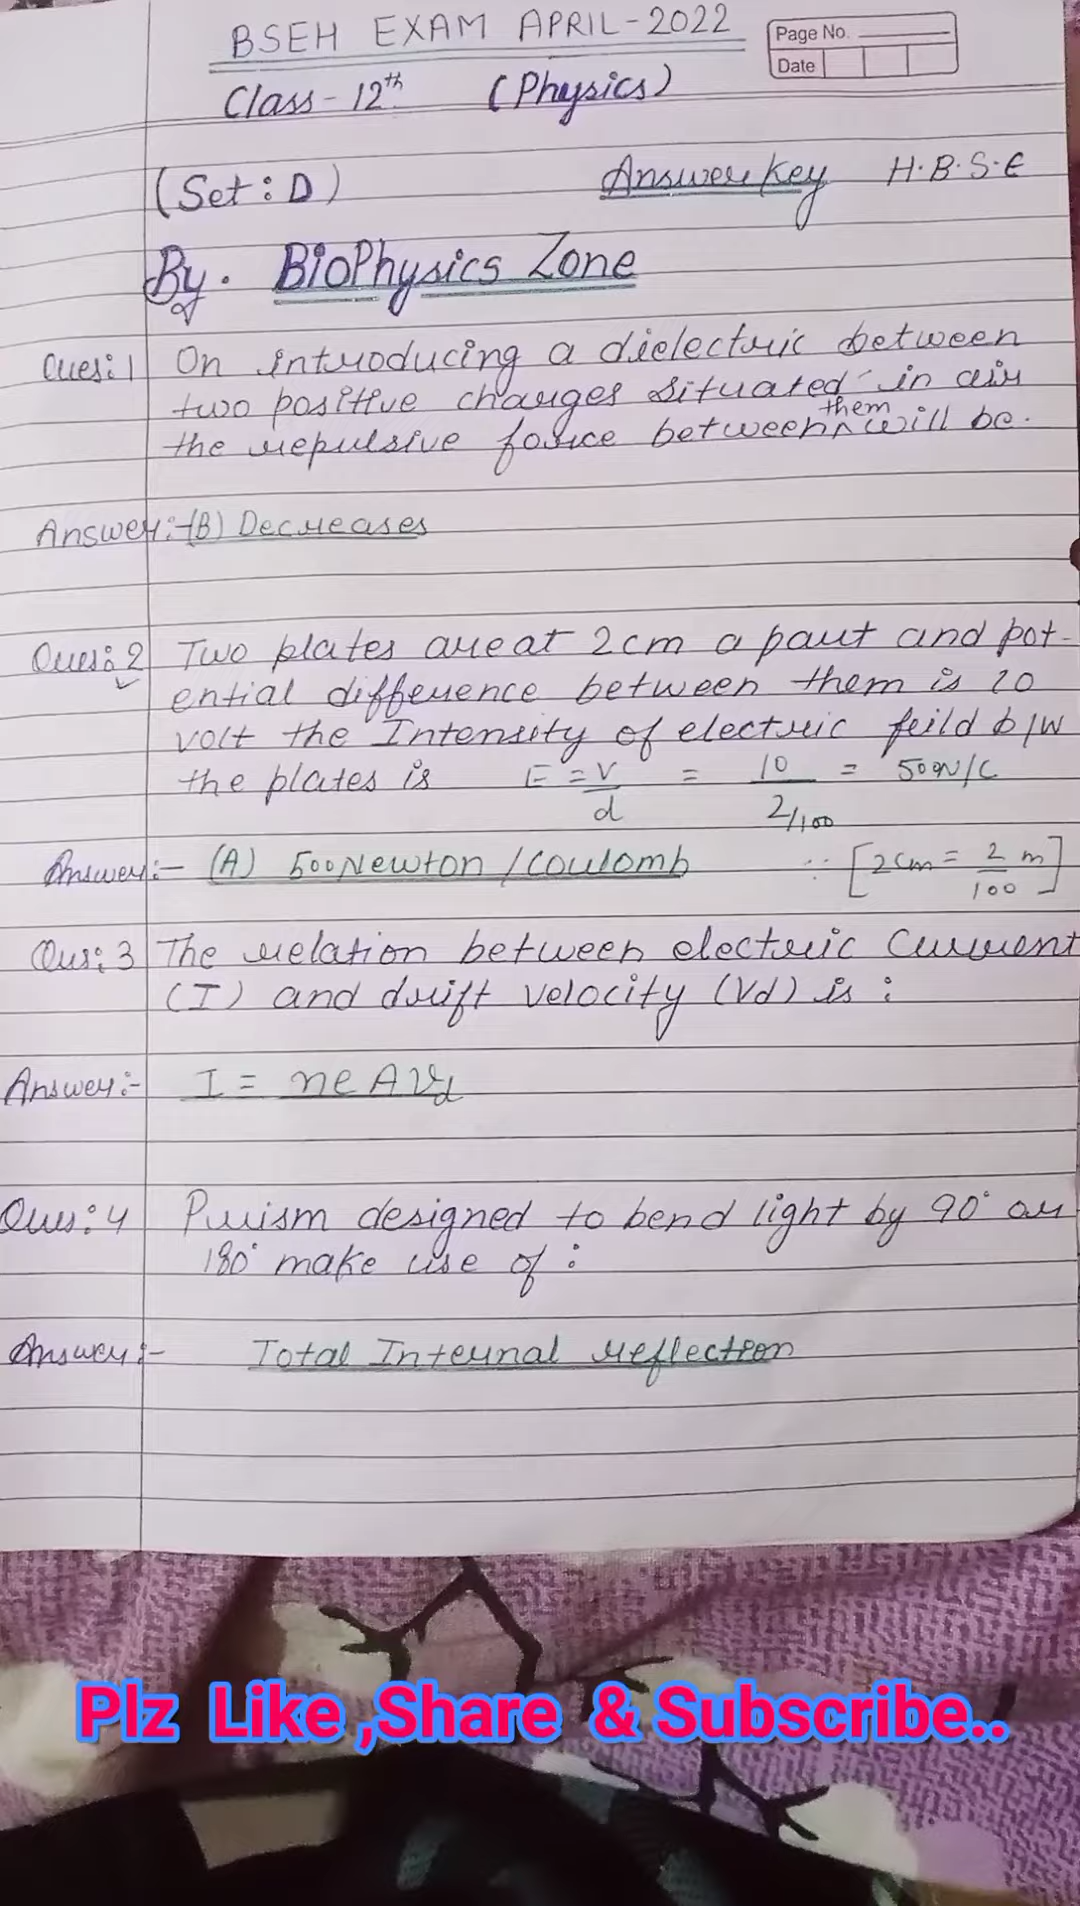 BSEH EXAM APRIL-2022
Page No.
Date
Class-12th (Physics)
(Set: D) Answer Key H.B.S.E
By. BioPhysics Zone
Ques:1 On introducing a dielectric between
two positive charges situated in air
the repulsive force between them will be.
Answer:-(B) Decreases
Ques:2 Two plates are at 2cm a part and pot-
ential difference between them is 10
volt the Intensity of electric feild b/w
the plates is E = V/d = 10/2/100 = 500N/C
Answer:- (A) 500 Newton / Coulomb ∵ [2cm = 2/100 m]
Qus:3 The relation between electric Current
(I) and drift velocity (Vd) is:
Answer:- I = neAVd
Ques:4 Prrism designed to bend light by 90° or
180° make use of:
Answer:- Total Internal reflection
Plz Like ,Share & Subscribe..